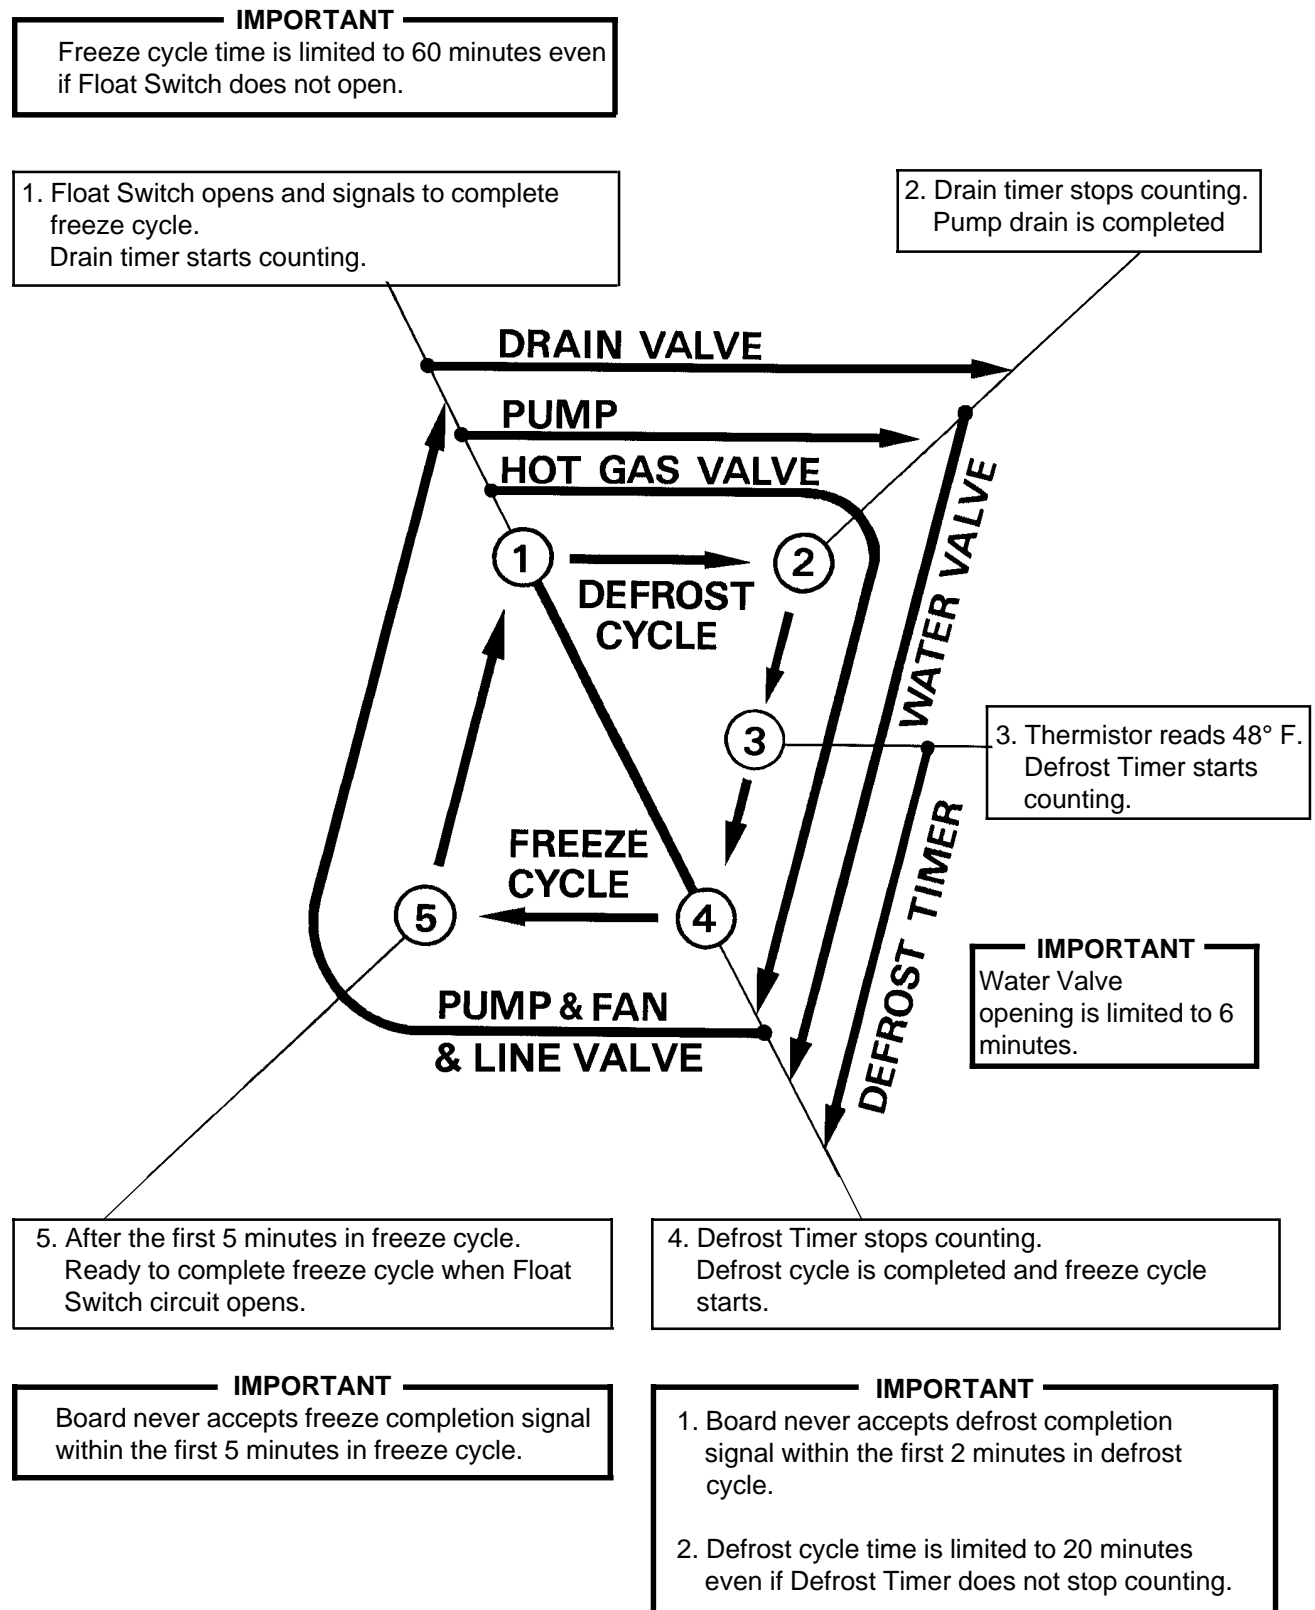 IMPORTANT
Freeze cycle time is limited to 60 minutes even
if Float Switch does not open.
1. Float Switch opens and signals to complete
freeze cycle.
Drain timer starts counting.
2. Drain timer stops counting.
Pump drain is completed
DRAIN VALVE
PUMP
HOT GAS VALVE
1
2
DEFROST
CYCLE
WATER VALVE
3
3. Thermistor reads 48° F.
Defrost Timer starts
counting.
FREEZE
CYCLE
5
4
DEFROST TIMER
IMPORTANT
Water Valve
opening is limited to 6
minutes.
PUMP & FAN
& LINE VALVE
5. After the first 5 minutes in freeze cycle.
Ready to complete freeze cycle when Float
Switch circuit opens.
4. Defrost Timer stops counting.
Defrost cycle is completed and freeze cycle
starts.
IMPORTANT
Board never accepts freeze completion signal
within the first 5 minutes in freeze cycle.
IMPORTANT
1. Board never accepts defrost completion
signal within the first 2 minutes in defrost
cycle.
2. Defrost cycle time is limited to 20 minutes
even if Defrost Timer does not stop counting.